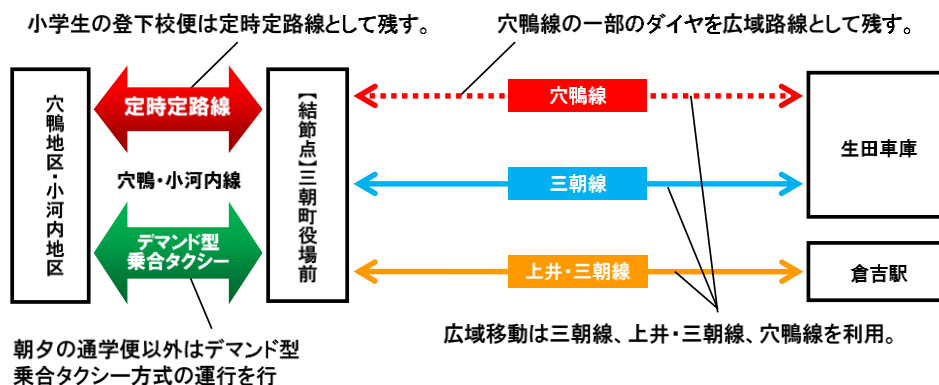 小学生の登下校便は定時定路線として残す。
穴鴨線の一部のダイヤを広域路線として残す。
穴鴨地区・小河内地区
定時定路線
穴鴨・小河内線
デマンド型
乗合タクシー
【結節点】三朝町役場前
穴鴨線
三朝線
上井・三朝線
生田車庫
倉吉駅
広域移動は三朝線、上井・三朝線、穴鴨線を利用。
朝夕の通学便以外はデマンド型
乗合タクシー方式の運行を行